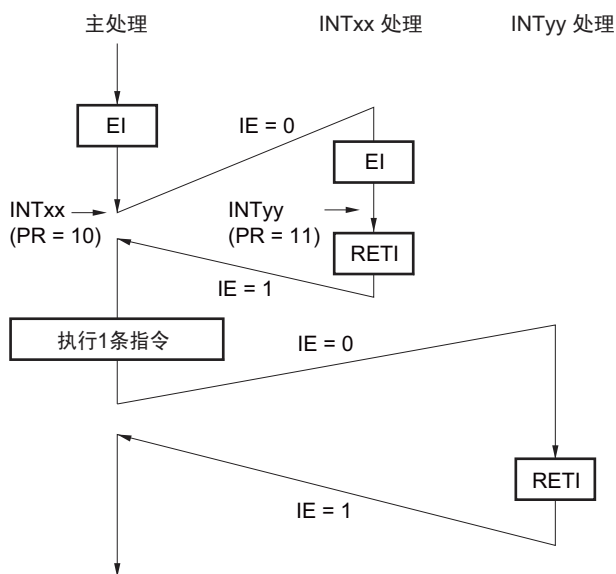 主处理
INTxx 处理
INTyy 处理
EI
IE = 0
EI
INTxx
(PR = 10)
INTyy
(PR = 11)
RETI
IE = 1
执行1条指令
IE = 0
RETI
IE = 1